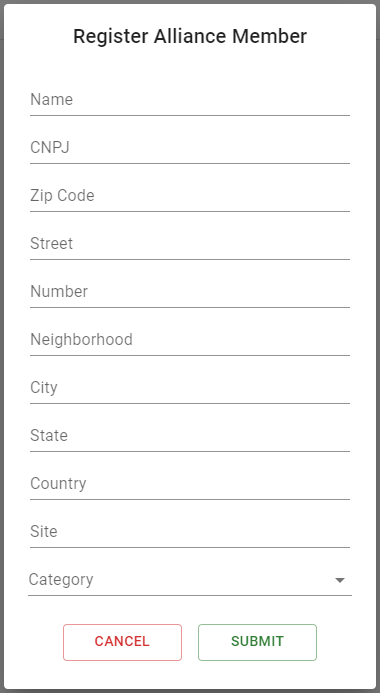 Register Alliance Member
Name
CNPJ
Zip Code
Street
Number
Neighborhood
City
State
Country
Site
Category
CANCEL SUBMIT